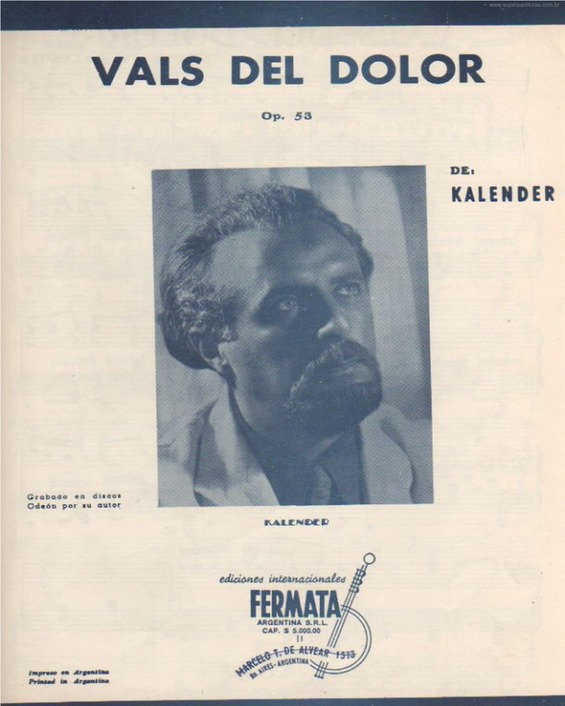 www.superpartituras.com.br
VALS DEL DOLOR
Op. 53
DE:
KALENDER
Grabado en discos
Odeón por su autor
KALENDER
ediciones internacionales
FERMATA
ARGENTINA S.R.L.
CAP. $ 5.000.00
II
MARCELO T. DE ALVEAR 1513
Bs AIRES - ARGENTINA
Impreso en Argentina
Printed in Argentina